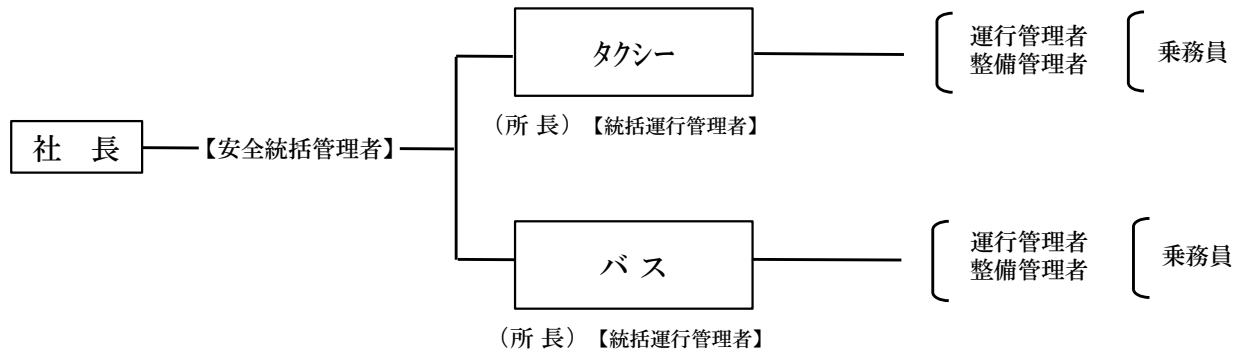 タクシー
運行管理者
整備管理者
乗務員
（所 長）【統括運行管理者】
社　長
【安全統括管理者】
バ ス
運行管理者
整備管理者
乗務員
（所 長）【統括運行管理者】